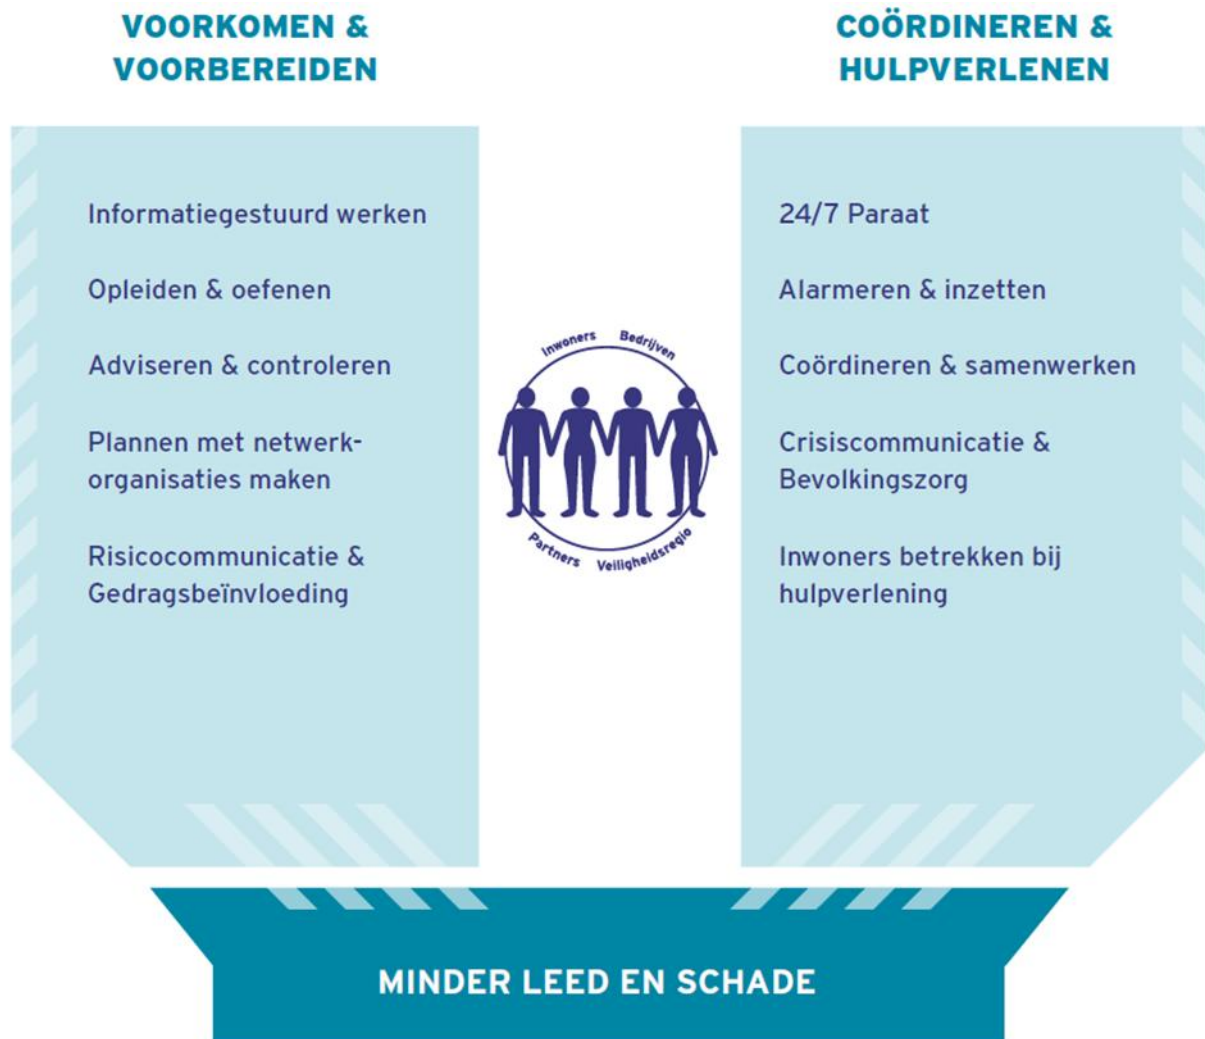 VOORKOMEN &
VOORBEREIDEN
Informatiegestuurd werken
Opleiden & oefenen
Adviseren & controleren
Plannen met netwerk-
organisaties maken
Risicocommunicatie &
Gedragsbeïnvloeding
Inwoners Bedrijven
Partners Veiligheidsregio
COÖRDINEREN &
HULPVERLENEN
24/7 Paraat
Alarmeren & inzetten
Coördineren & samenwerken
Crisiscommunicatie &
Bevolkingszorg
Inwoners betrekken bij
hulpverlening
MINDER LEED EN SCHADE